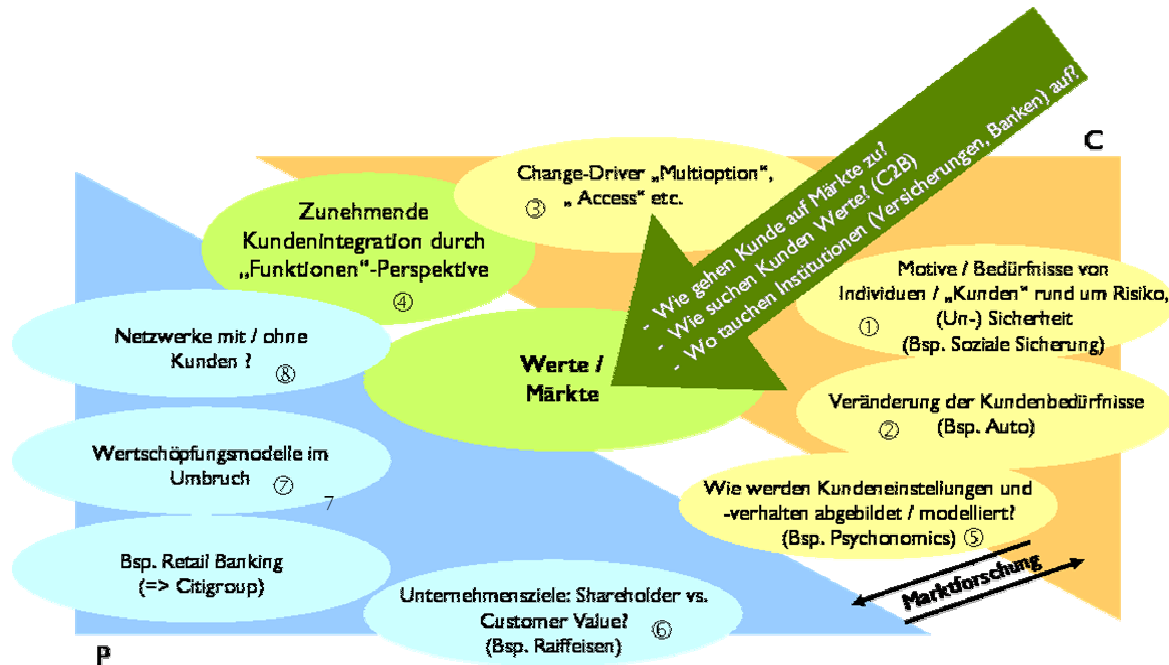 C
- Wie gehen Kunde auf Märkte zu?
- Wie suchen Kunden Werte? (C2B)
- Wo tauchen Institutionen (Versicherungen, Banken) auf?
Change-Driver „Multioption“,
„ Access“ etc.
③
Zunehmende
Kundenintegration durch
„Funktionen“-Perspektive
④
Motive / Bedürfnisse von
Individuen / „Kunden“ rund um Risiko,
① (Un-) Sicherheit
(Bsp. Soziale Sicherung)
Netzwerke mit / ohne
Kunden ?
⑧
Werte /
Märkte
Veränderung der Kundenbedürfnisse
② (Bsp. Auto)
Wertschöpfungsmodelle im
Umbruch ⑦
7
Wie werden Kundeneinstellungen und
-verhalten abgebildet / modelliert?
(Bsp. Psychonomics) ⑤
Bsp. Retail Banking
(=> Citigroup)
Marktforschung
Unternehmensziele: Shareholder vs.
Customer Value?
(Bsp. Raiffeisen) ⑥
P